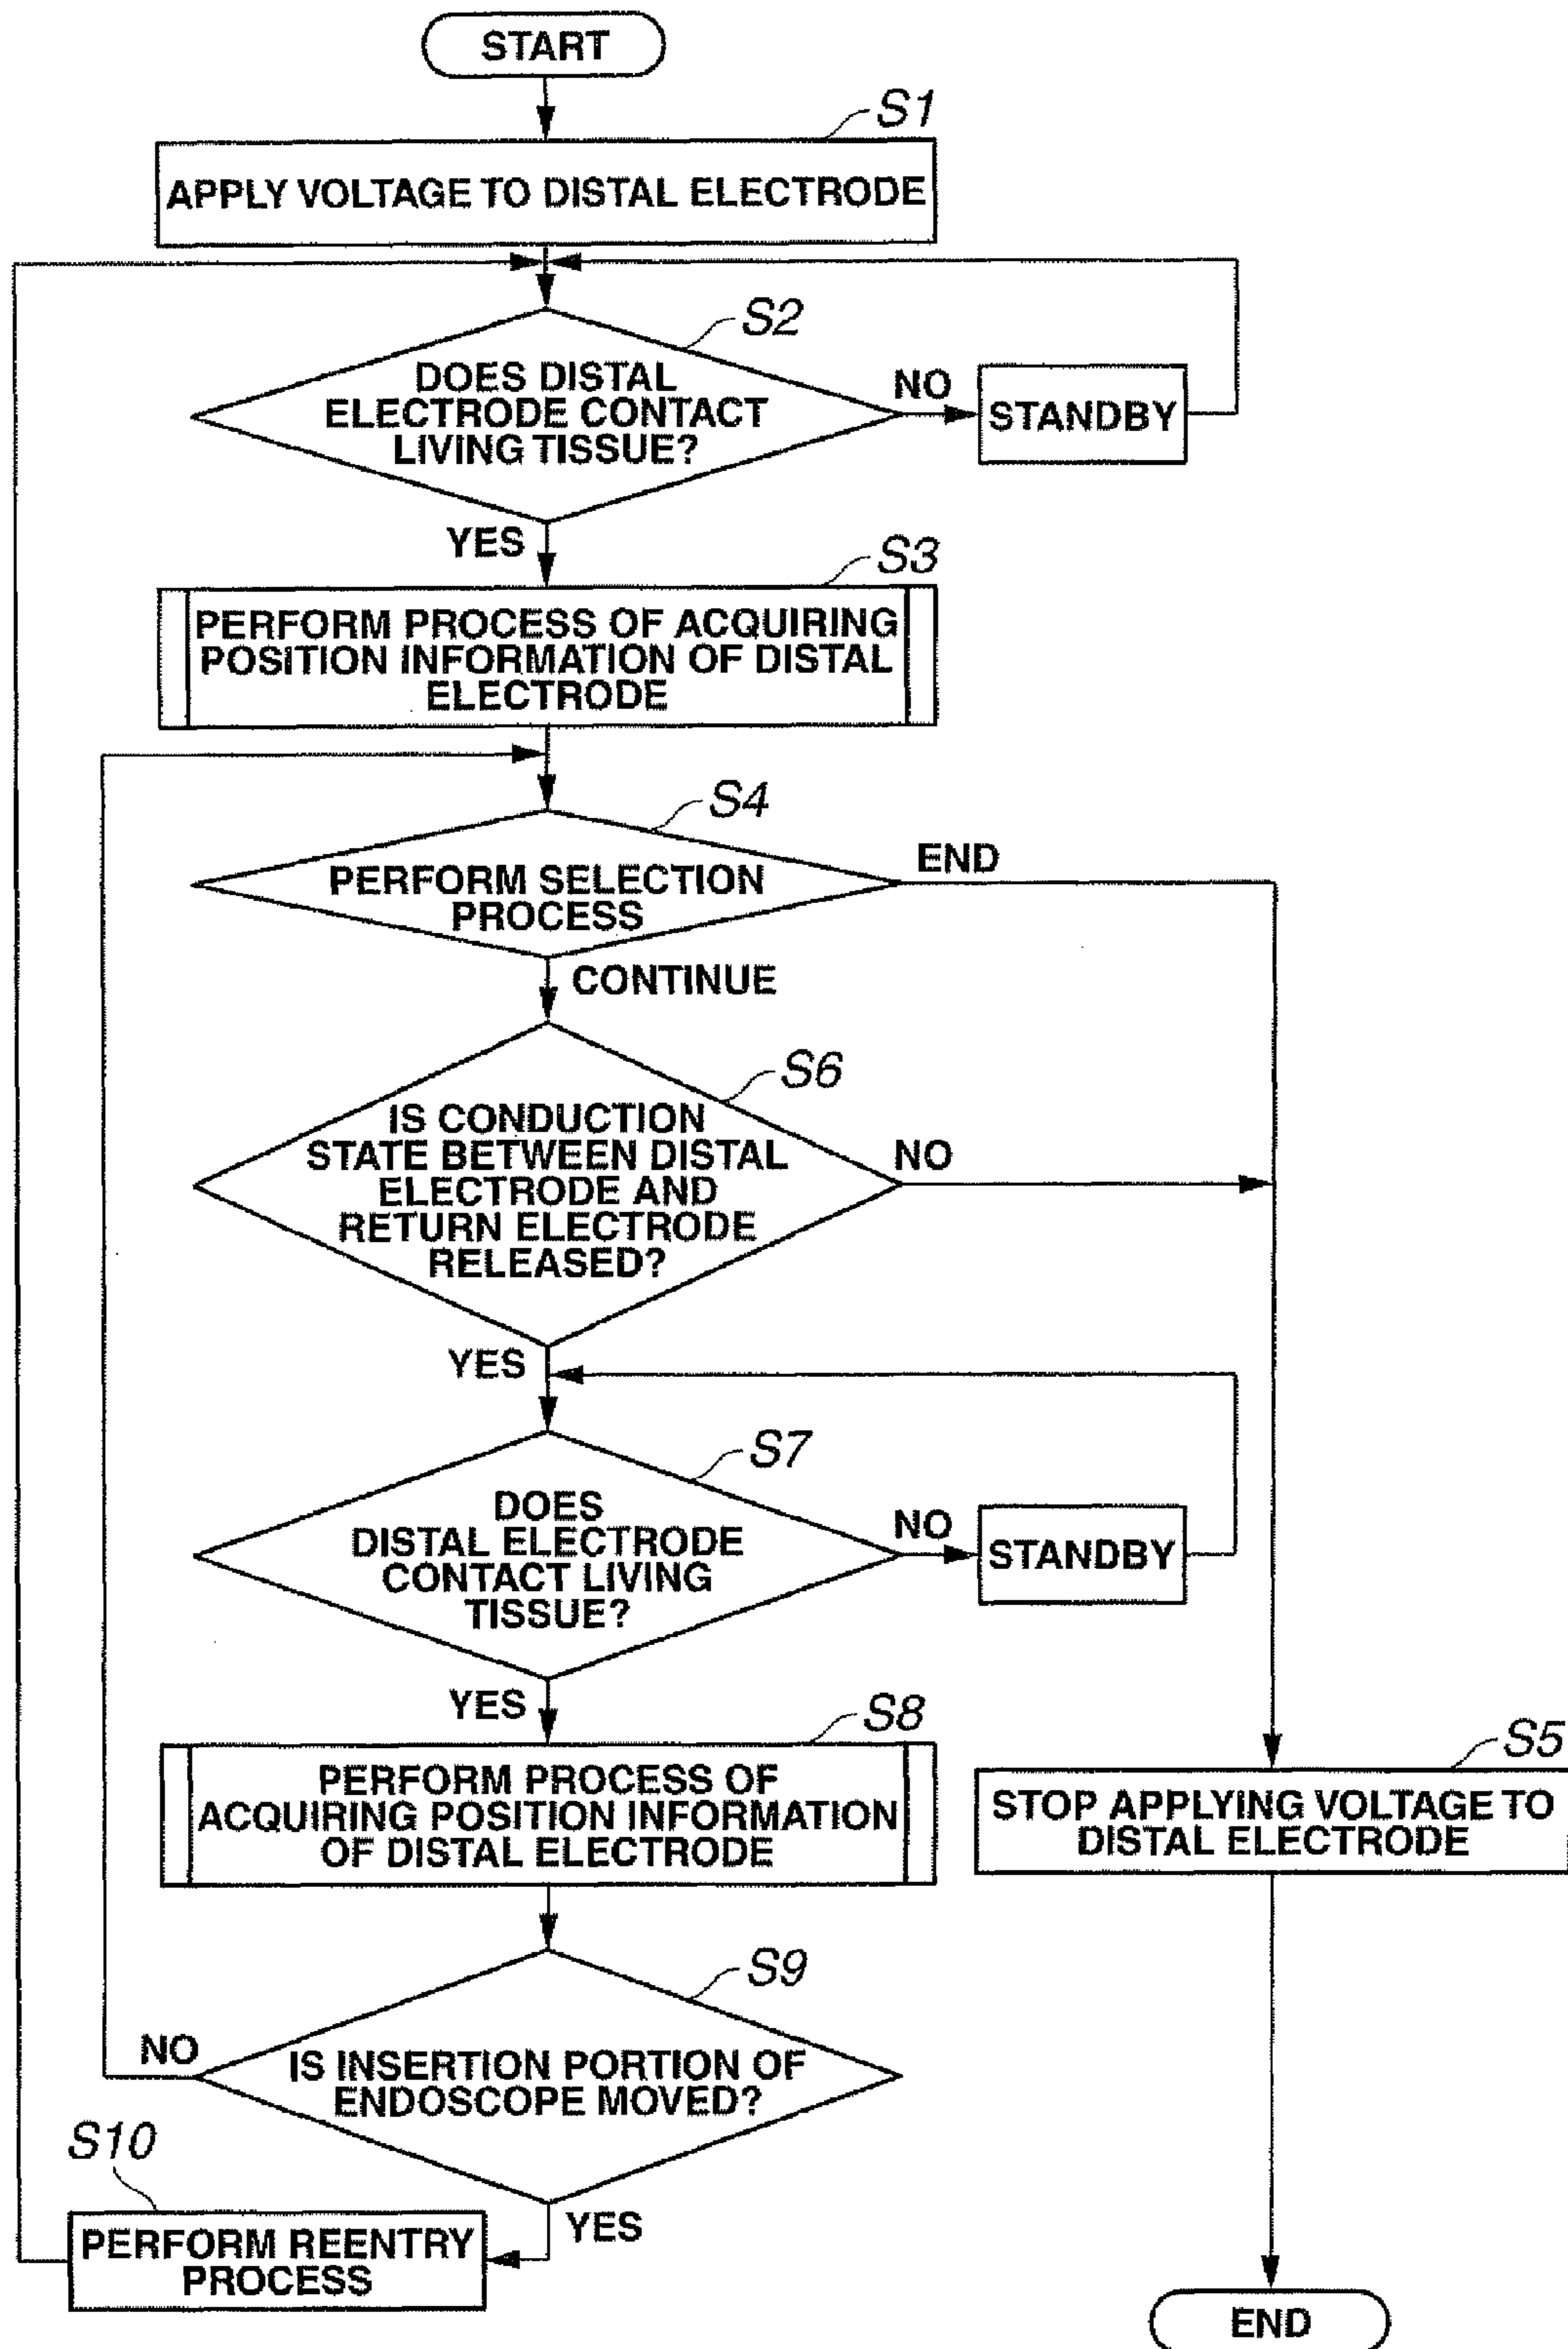 START
S1
APPLY VOLTAGE TO DISTAL ELECTRODE
S2
DOES DISTAL
ELECTRODE CONTACT
LIVING TISSUE?
NO
STANDBY
YES
S3
PERFORM PROCESS OF ACQUIRING
POSITION INFORMATION OF DISTAL
ELECTRODE
S4
PERFORM SELECTION
PROCESS
END
CONTINUE
S6
IS CONDUCTION
STATE BETWEEN DISTAL
ELECTRODE AND
RETURN ELECTRODE
RELEASED?
NO
YES
S7
DOES
DISTAL ELECTRODE
CONTACT LIVING
TISSUE?
NO
STANDBY
YES
S8
PERFORM PROCESS OF
ACQUIRING POSITION INFORMATION
OF DISTAL ELECTRODE
S5
STOP APPLYING VOLTAGE TO
DISTAL ELECTRODE
S9
IS INSERTION PORTION OF
ENDOSCOPE MOVED?
NO
YES
S10
PERFORM REENTRY
PROCESS
END